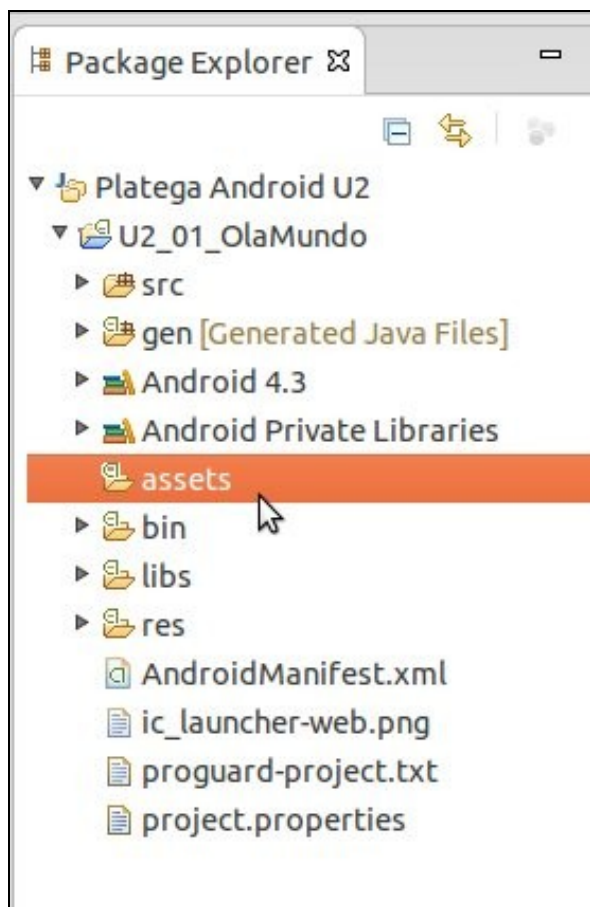 Package Explorer
Platega Android U2
U2_01_OlaMundo
src
gen [Generated Java Files]
Android 4.3
Android Private Libraries
assets
bin
libs
res
AndroidManifest.xml
ic_launcher-web.png
proguard-project.txt
project.properties